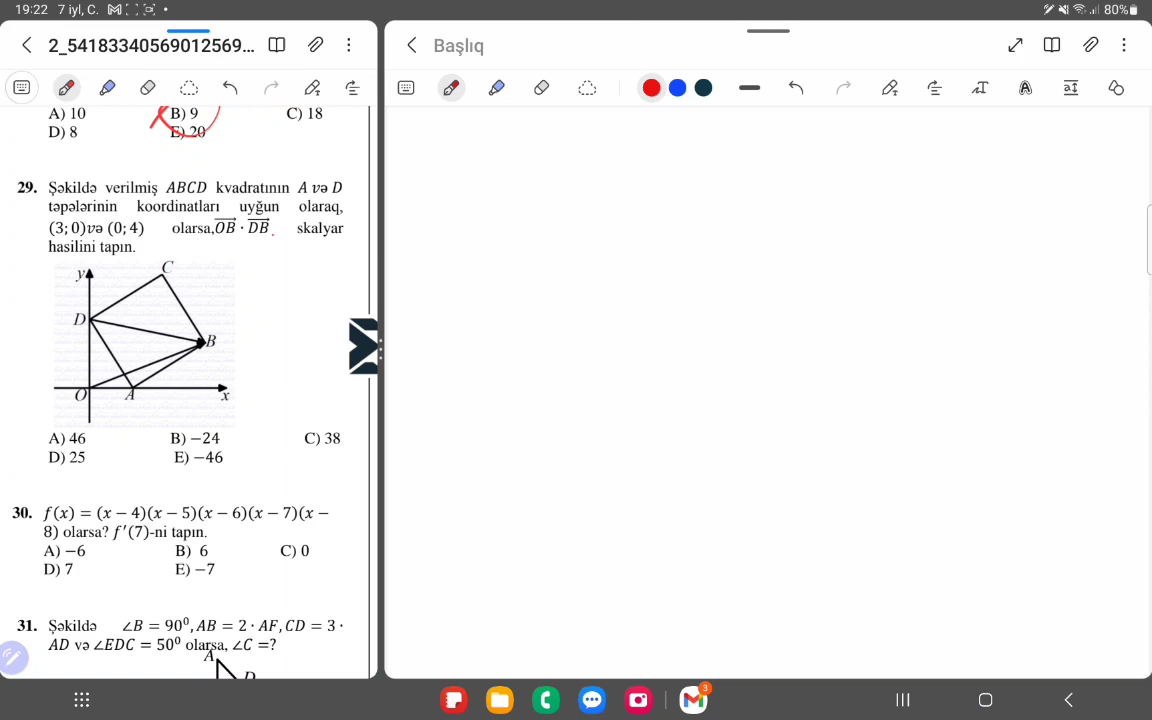 19:22 7 iyl, C.
80%
2_54183340569012569...
Başlıq
A) 10 B) 9 C) 18
D) 8 E) 20
29. Şəkildə verilmiş ABCD kvadratının A və D
təpələrinin koordinatları uyğun olaraq,
(3; 0)və (0; 4) olarsa,OB · DB skalyar
hasilini tapın.
y
C
D
B
O
A
x
A) 46 B) −24 C) 38
D) 25 E) −46
30. f(x) = (x − 4)(x − 5)(x − 6)(x − 7)(x −
8) olarsa? f′(7)-ni tapın.
A) −6 B) 6 C) 0
D) 7 E) −7
31. Şəkildə ∠B = 90⁰, AB = 2 · AF, CD = 3 ·
AD və ∠EDC = 50⁰ olarsa, ∠C =?
A
D
3